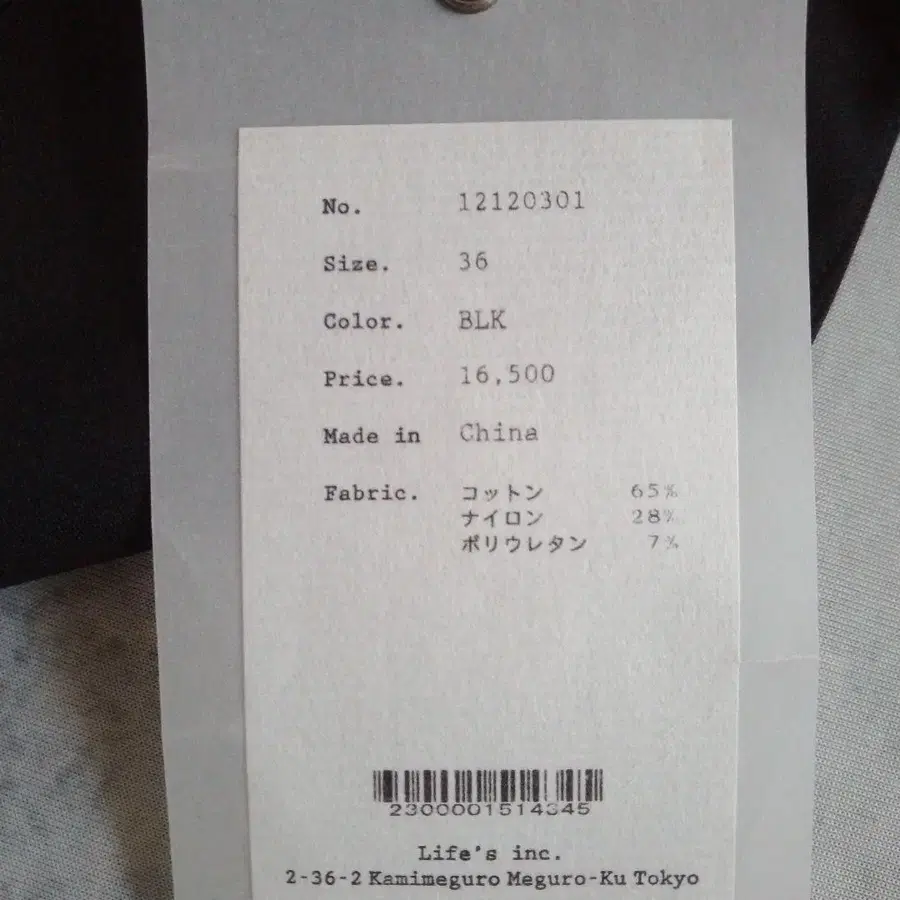 No. 12120301
Size. 36
Color. BLK
Price. 16,500
Made in China
Fabric. コットン 65%
ナイロン 28%
ポリウレタン 7%
2300001514345
Life's inc.
2-36-2 Kamimeguro Meguro-Ku Tokyo